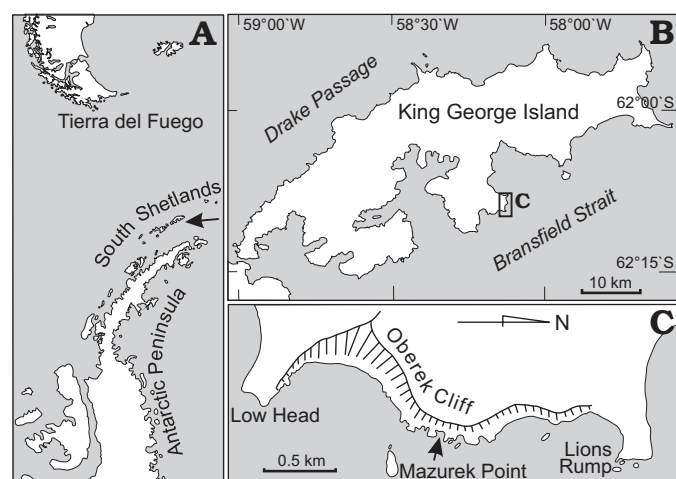 A
Tierra del Fuego
South Shetlands
Antarctic Peninsula
59°00'W
58°30'
58°00'
B
Drake Passage
King George Island
62°00`S
C
Bransfield Strait
62°15`S
10 km
C
N
Oberek Cliff
Low Head
0.5 km
Mazurek Point
Lions
Rump